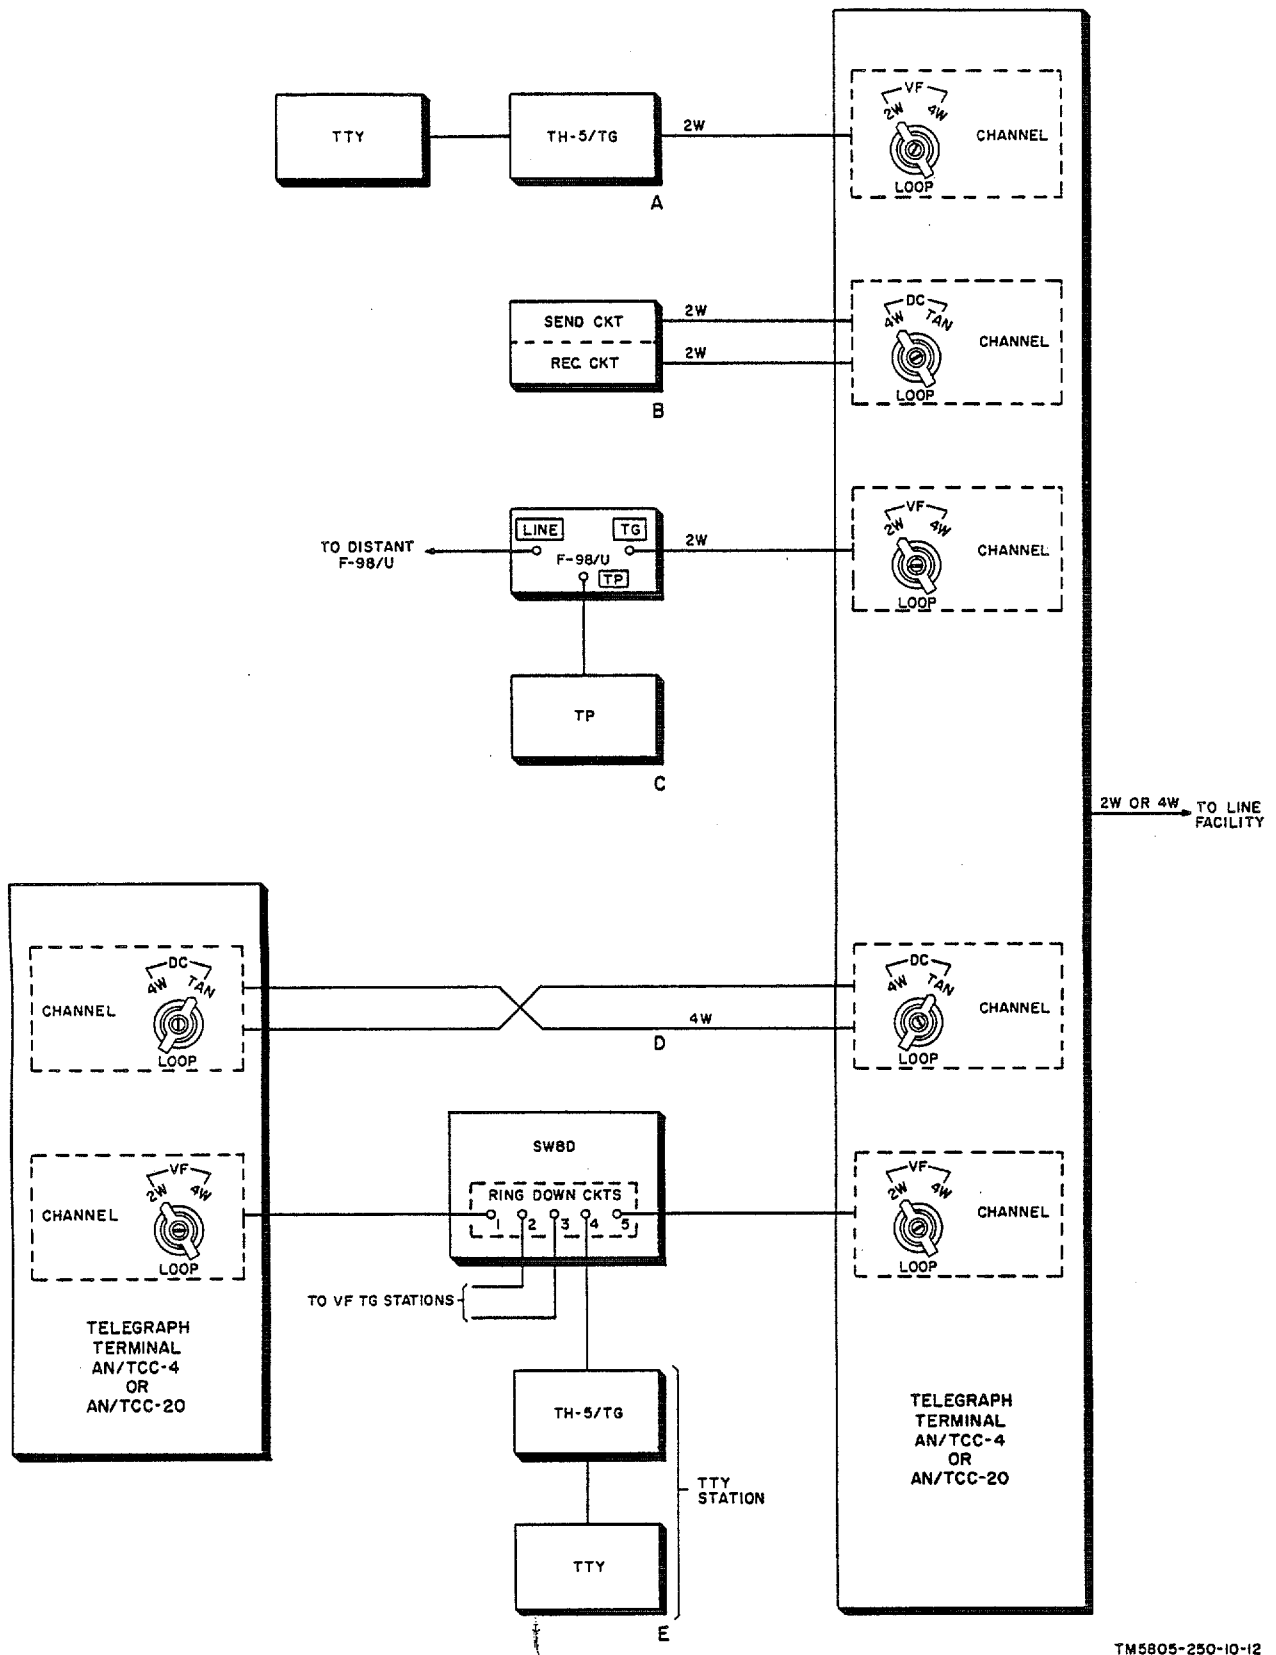 VF
2W 4W
CHANNEL
LOOP
TTY
TH-5/TG
2W
A
DC
4W TAN
CHANNEL
LOOP
SEND CKT
REC. CKT
2W
2W
B
VF
2W 4W
CHANNEL
LOOP
TO DISTANT
F-98/U
LINE
TG
F-98/U
TP
2W
TP
C
2W OR 4W
TO LINE
FACILITY
DC
4W TAN
CHANNEL
LOOP
4W
D
DC
4W TAN
CHANNEL
LOOP
VF
2W 4W
CHANNEL
LOOP
SWBD
RING DOWN CKTS
1 2 3 4 5
VF
2W 4W
CHANNEL
LOOP
TO VF TG STATIONS
TELEGRAPH
TERMINAL
AN/TCC-4
OR
AN/TCC-20
TH-5/TG
TTY
STATION
TTY
E
TELEGRAPH
TERMINAL
AN/TCC-4
OR
AN/TCC-20
TM5805-250-10-12